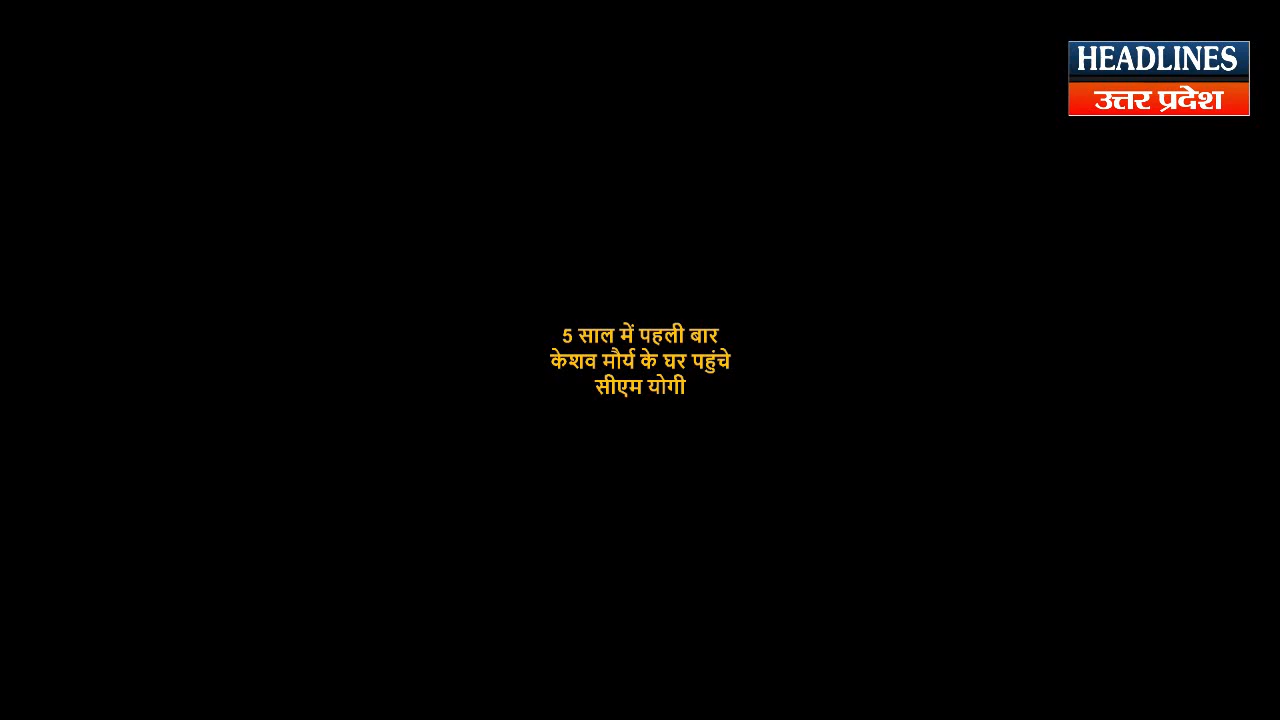 HEADLINES
उत्तर प्रदेश
5 साल में पहली बार
केशव मौर्य के घर पहुंचे
सीएम योगी